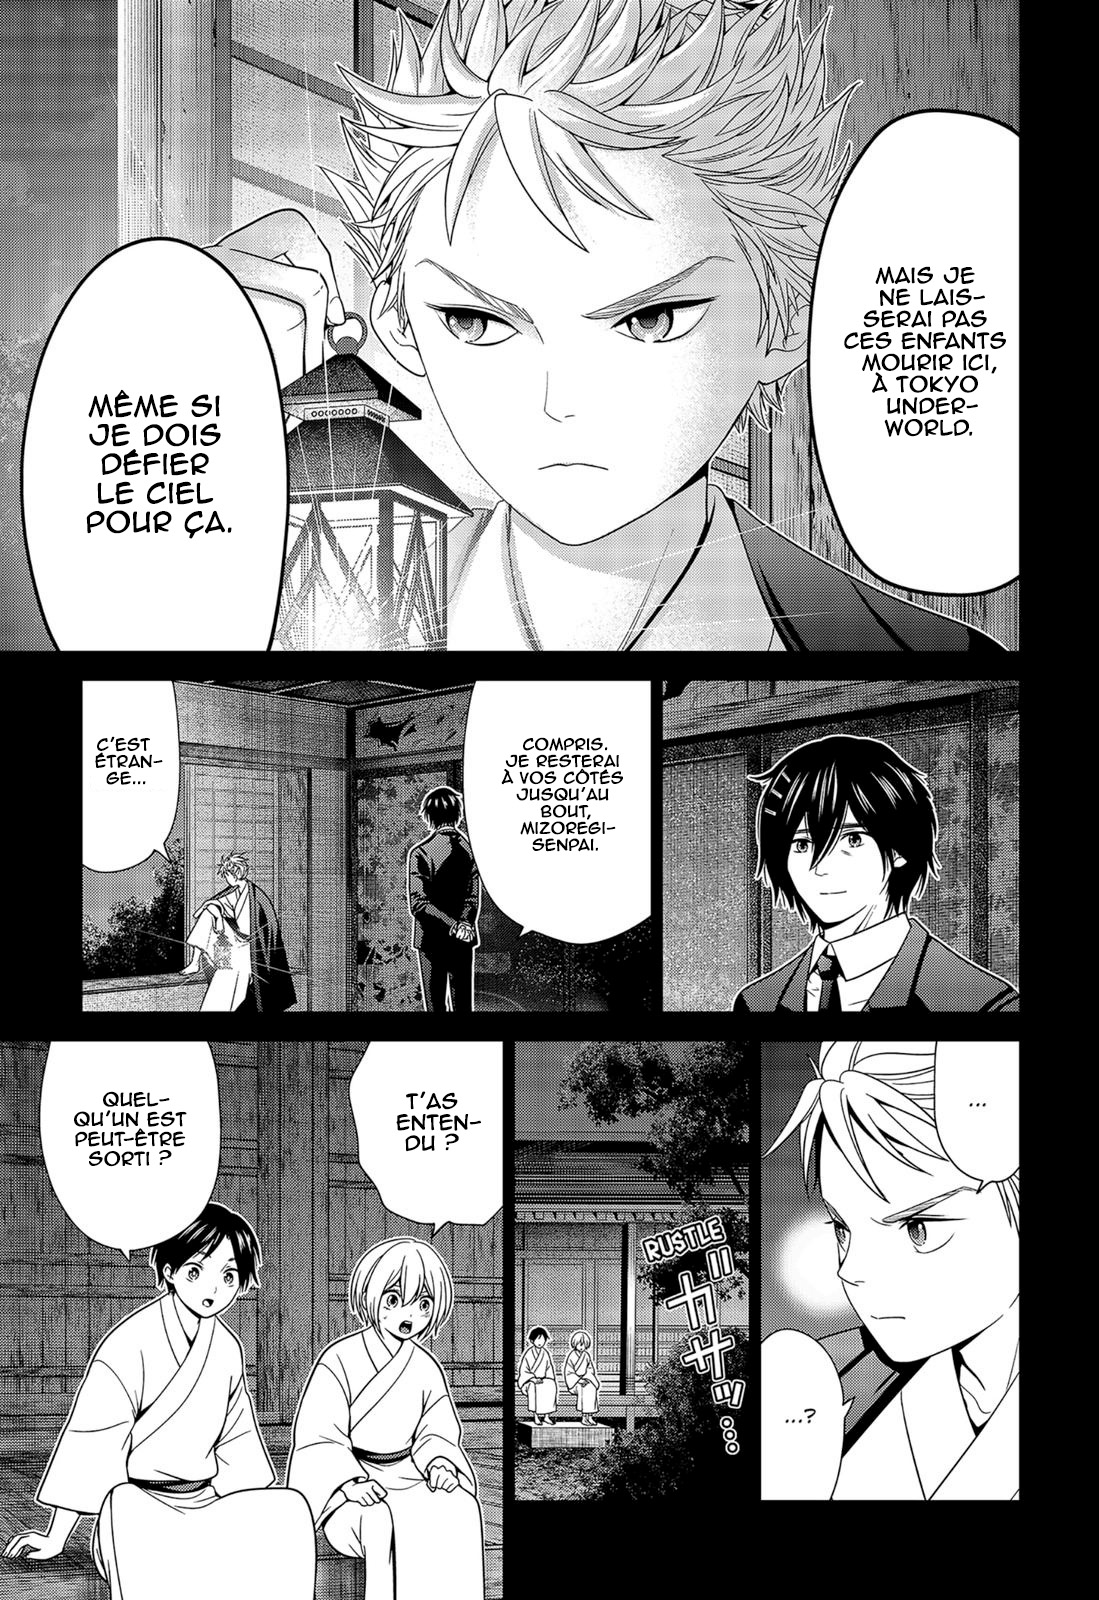 MAIS JE
NE LAIS-
SERAI PAS
CES ENFANTS
MOURIR ICI,
À TOKYO
UNDER-
WORLD.
MÊME SI
JE DOIS
DÉFIER
LE CIEL
POUR ÇA.
COMPRIS.
JE RESTERAI
À VOS CÔTÉS
JUSQU'AU
BOUT,
MIZOREGI-
SENPAI.
C'EST
ÉTRAN-
GE...
...
...?
RUSTLE
ガサッ...
T'AS
ENTEN-
DU ?
QUEL-
QU'UN EST
PEUT-ÊTRE
SORTI ?